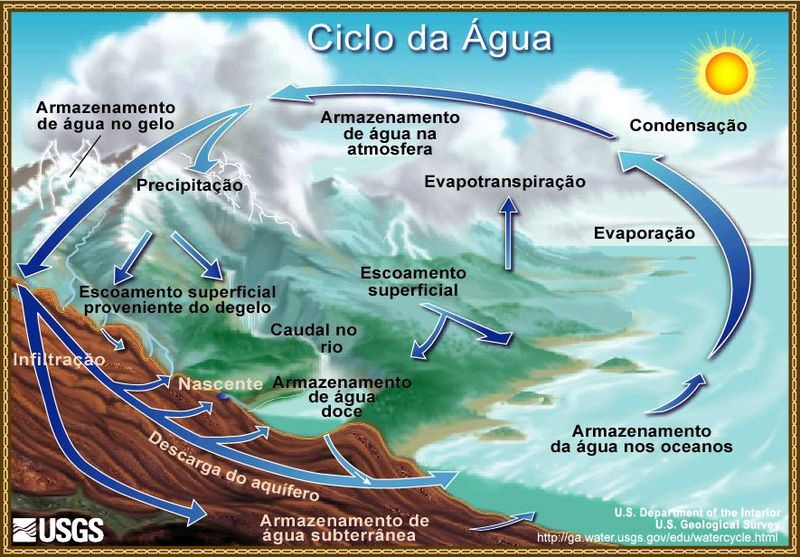 Ciclo da Água
Armazenamento
de água no gelo
Armazenamento
de água na
atmosfera
Condensação
Precipitação
Evapotranspiração
Evaporação
Escoamento
superficial
Escoamento superficial
proveniente do degelo
Caudal no
rio
Infiltração
Nascente
Armazenamento
de água
doce
Armazenamento
da água nos oceanos
Descarga do aquífero
Armazenamento de
água subterrânea
USGS
U.S. Department of the Interior
U.S. Geological Survey
http://ga.water.usgs.gov/edu/watercycle.html